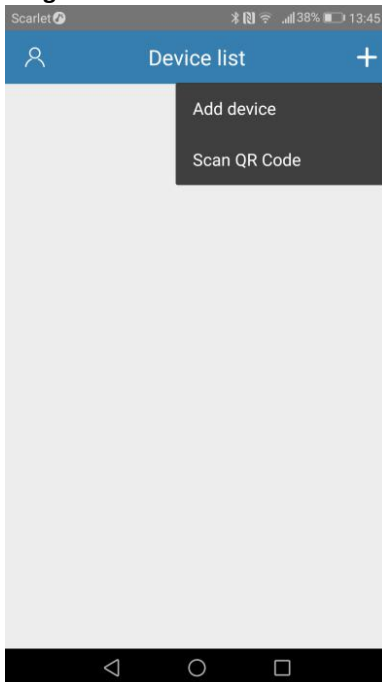 Scarlet 38% 13:45
Device list +
Add device
Scan QR Code